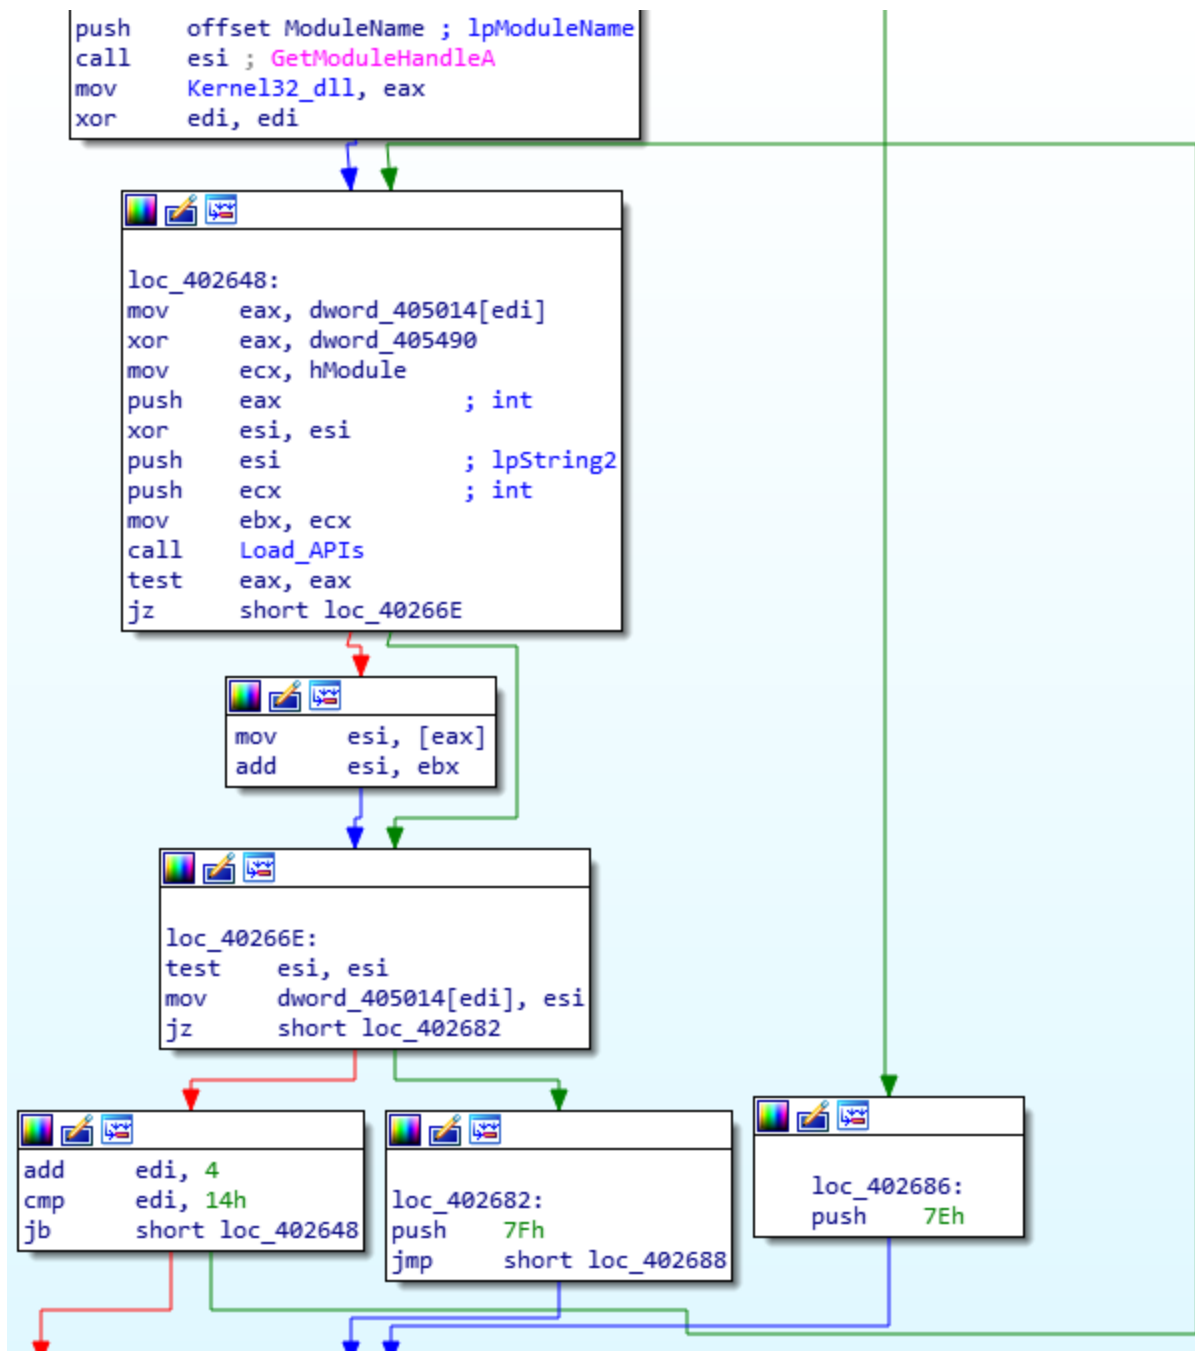 push offset ModuleName ; lpModuleName
call esi ; GetModuleHandleA
mov Kernel32_dll, eax
xor edi, edi
loc_402648:
mov eax, dword_405014[edi]
xor eax, dword_405490
mov ecx, hModule
push eax ; int
xor esi, esi
push esi ; lpString2
push ecx ; int
mov ebx, ecx
call Load_APIs
test eax, eax
jz short loc_40266E
mov esi, [eax]
add esi, ebx
loc_40266E:
test esi, esi
mov dword_405014[edi], esi
jz short loc_402682
add edi, 4
cmp edi, 14h
jb short loc_402648
loc_402682:
push 7Fh
jmp short loc_402688
loc_402686:
push 7Eh